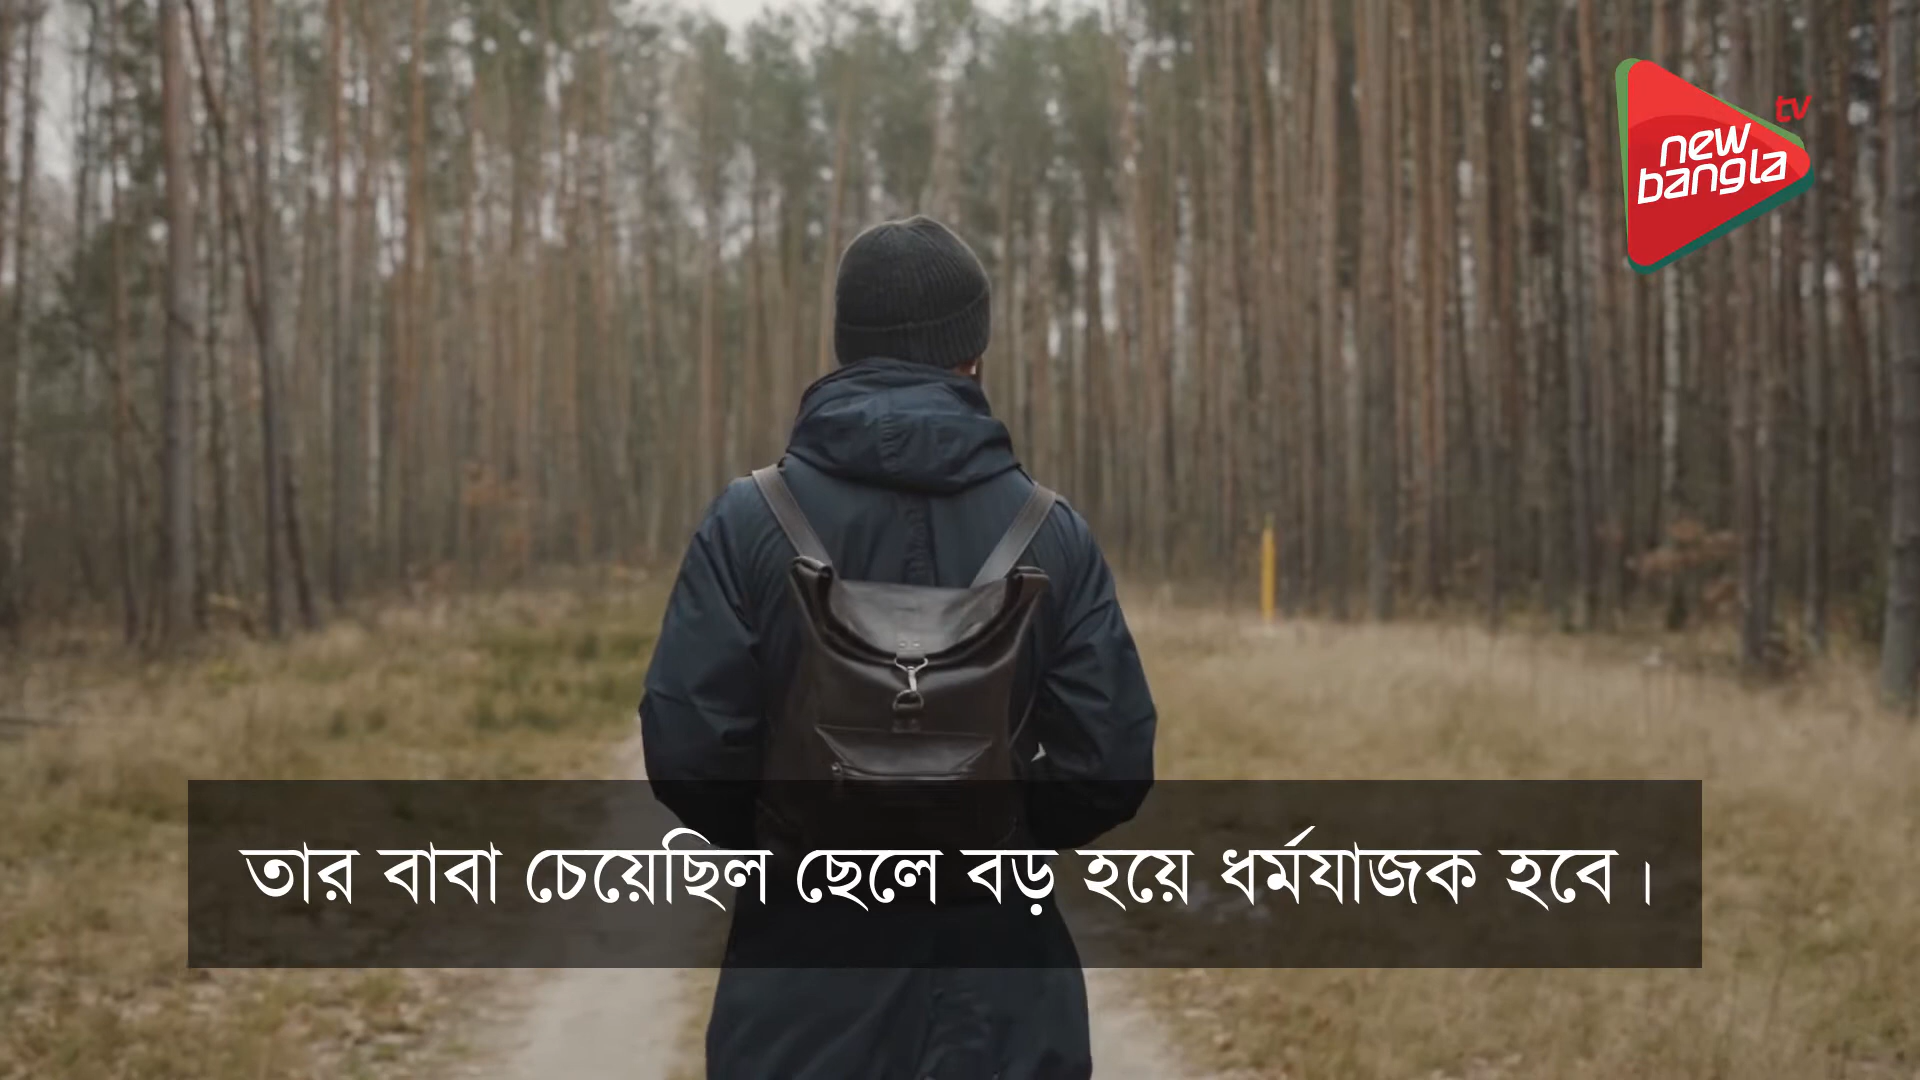 tv
new
bangla
তার বাবা চেয়েছিল ছেলে বড় হয়ে ধর্মযাজক হবে।